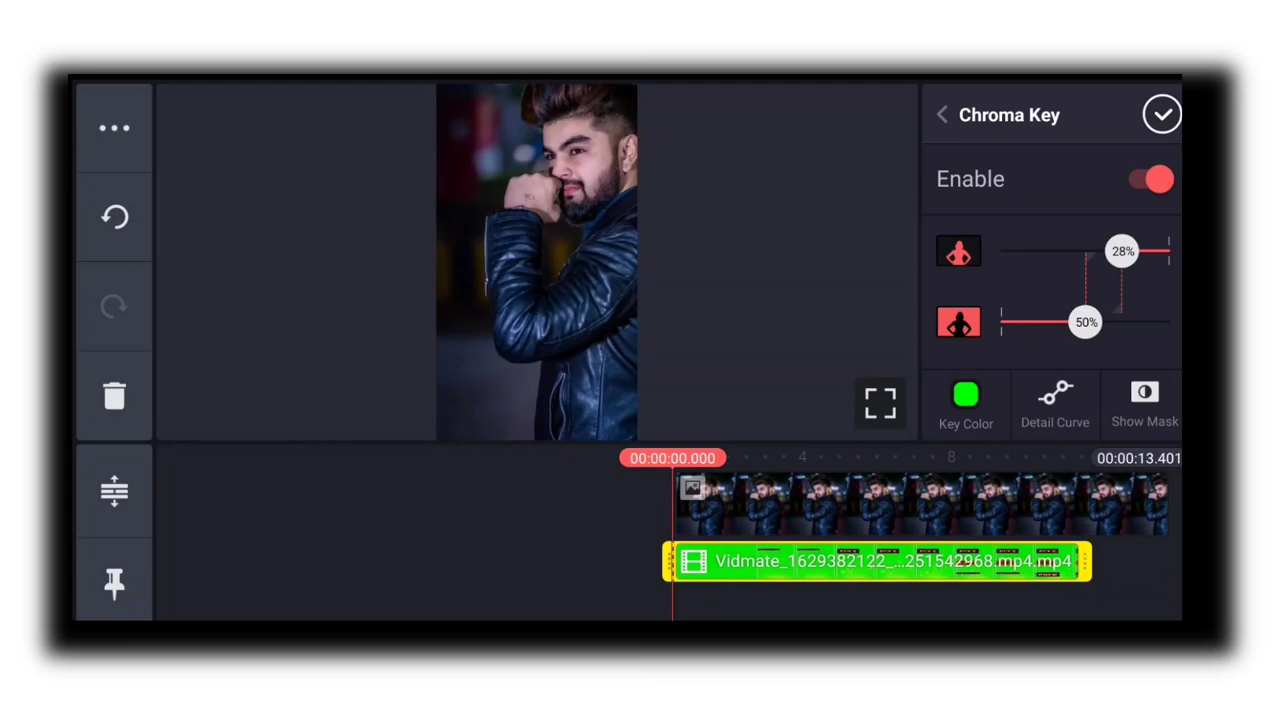 Chroma Key
Enable
28%
50%
Key Color
Detail Curve
Show Mask
00:00:00.000
4
8
00:00:13.401
Vidmate_1629382122_...251542968.mp4.mp4